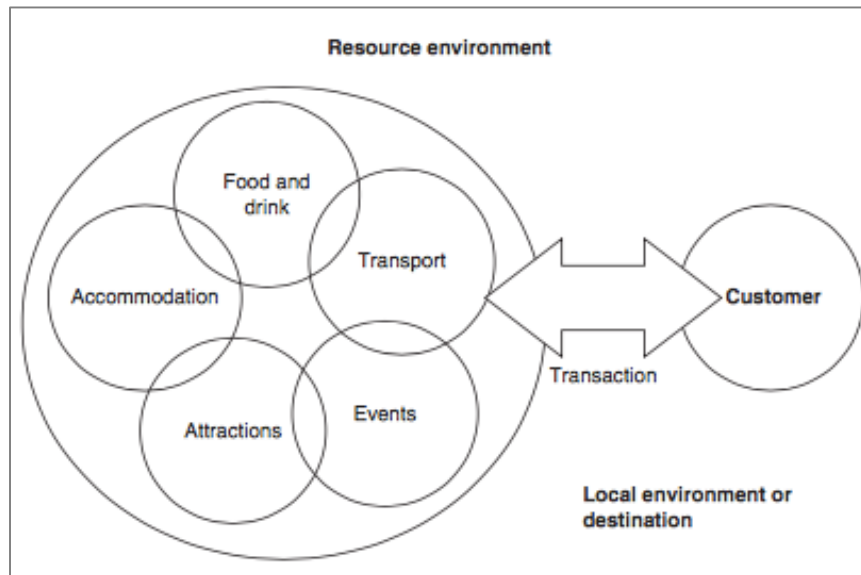 Resource environment
Food and
drink
Transport
Accommodation
Customer
Transaction
Attractions
Events
Local environment or
destination